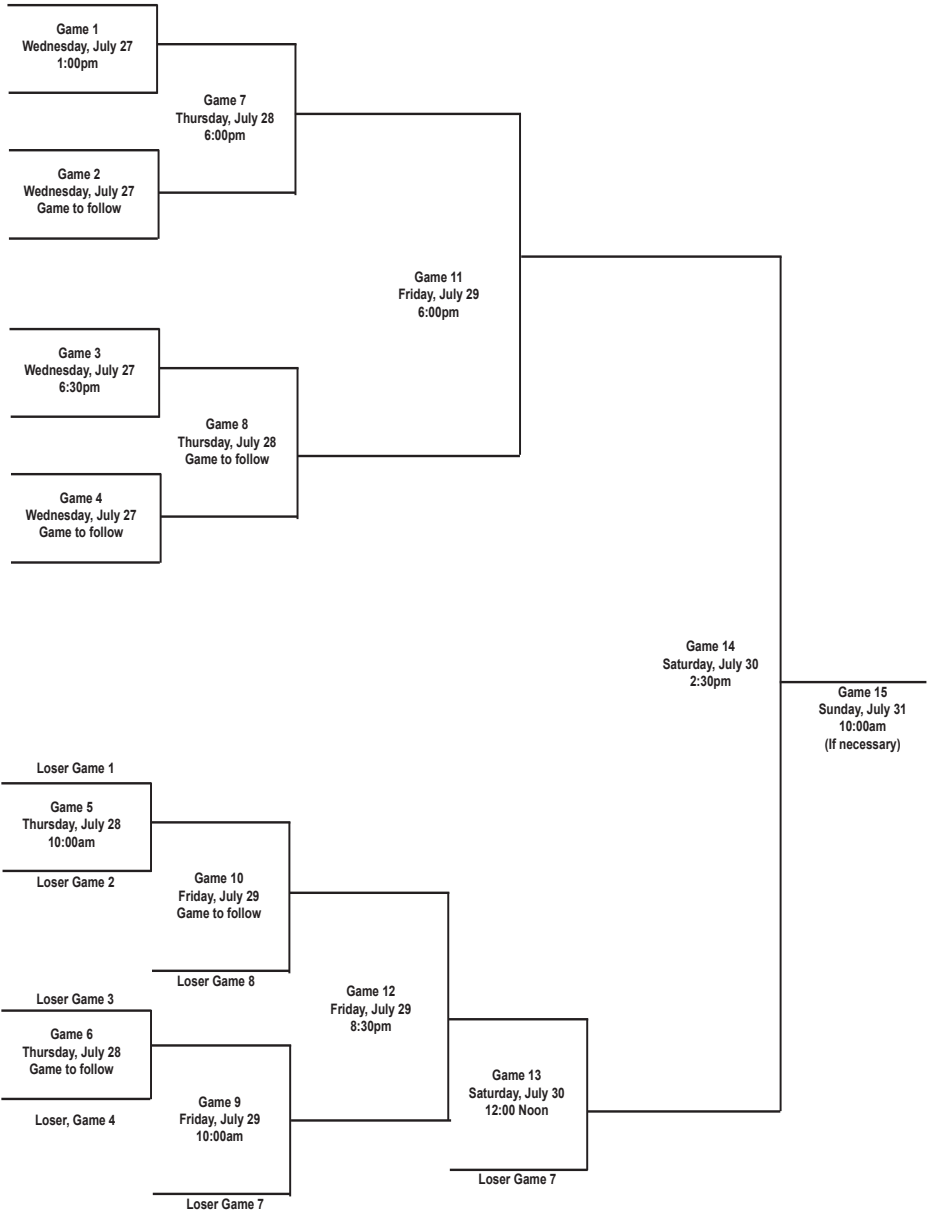 Game 1
Wednesday, July 27
1:00pm
Game 7
Thursday, July 28
6:00pm
Game 2
Wednesday, July 27
Game to follow
Game 11
Friday, July 29
6:00pm
Game 3
Wednesday, July 27
6:30pm
Game 8
Thursday, July 28
Game to follow
Game 4
Wednesday, July 27
Game to follow
Game 14
Saturday, July 30
2:30pm
Game 15
Sunday, July 31
10:00am
(If necessary)
Loser Game 1
Game 5
Thursday, July 28
10:00am
Loser Game 2
Game 10
Friday, July 29
Game to follow
Loser Game 8
Loser Game 3
Game 6
Thursday, July 28
Game to follow
Loser, Game 4
Game 12
Friday, July 29
8:30pm
Game 9
Friday, July 29
10:00am
Loser Game 7
Game 13
Saturday, July 30
12:00 Noon
Loser Game 7